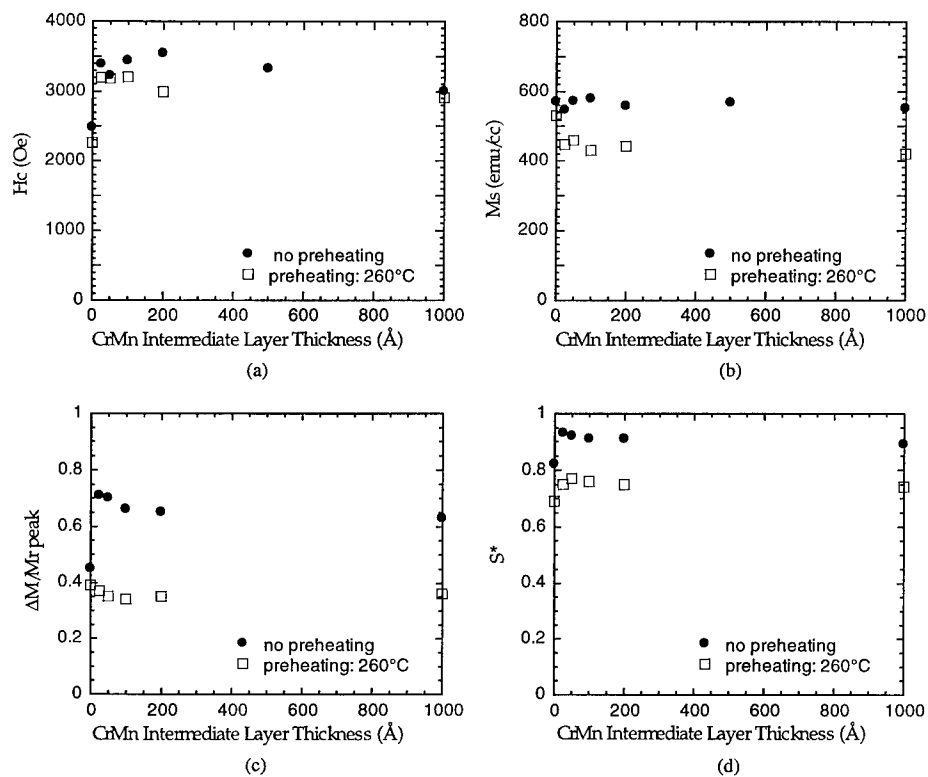 4000
3000
2000
1000
0
Hc (Oe)
● no preheating
□ preheating: 260°C
0 200 400 600 800 1000
CrMn Intermediate Layer Thickness (Å)
(a)
800
600
400
200
0
Ms (emu/cc)
● no preheating
□ preheating: 260°C
0 200 400 600 800 1000
CrMn Intermediate Layer Thickness (Å)
(b)
1
0.8
0.6
0.4
0.2
0
ΔM/Mr peak
● no preheating
□ preheating: 260°C
0 200 400 600 800 1000
CrMn Intermediate Layer Thickness (Å)
(c)
1
0.8
0.6
0.4
0.2
0
S*
● no preheating
□ preheating: 260°C
0 200 400 600 800 1000
CrMn Intermediate Layer Thickness (Å)
(d)